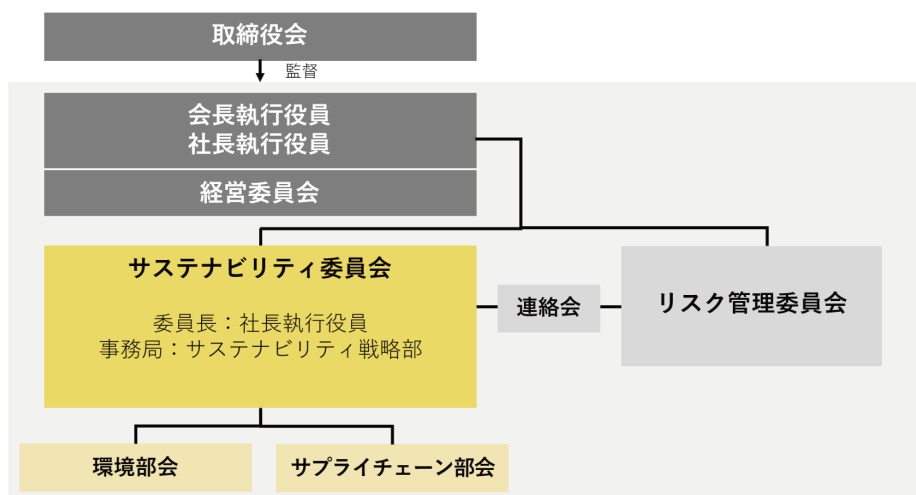 取締役会
監督
会長執行役員
社長執行役員
経営委員会
サステナビリティ委員会
委員長：社長執行役員
事務局：サステナビリティ戦略部
連絡会
リスク管理委員会
環境部会
サプライチェーン部会